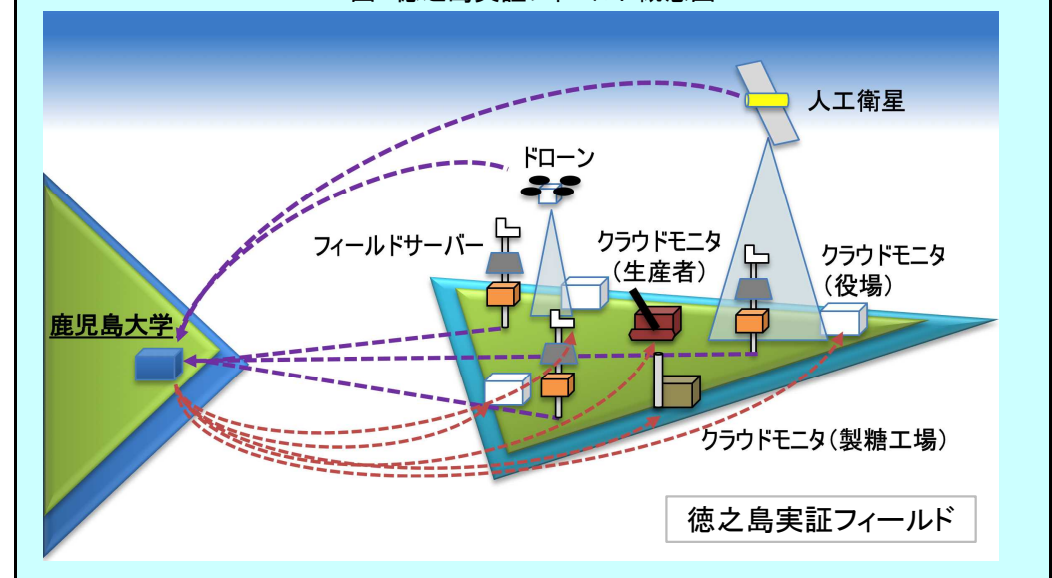 人工衛星
ドローン
フィールドサーバー
クラウドモニタ
（生産者）
クラウドモニタ
（役場）
鹿児島大学
クラウドモニタ（製糖工場）
徳之島実証フィールド